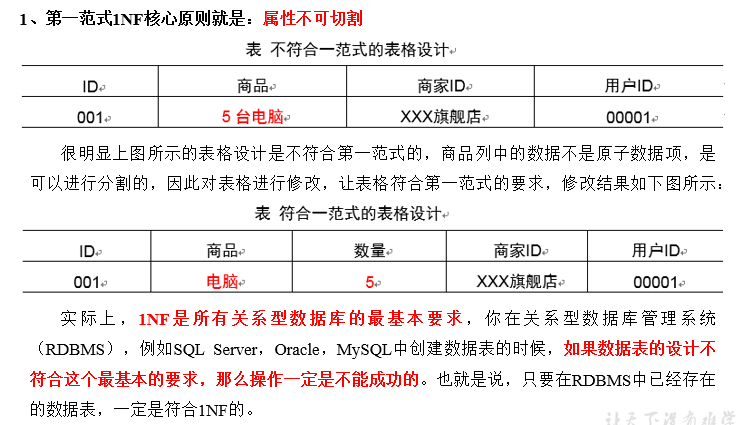 1、第一范式1NF核心原则就是：属性不可切割
表 不符合一范式的表格设计
ID 商品 商家ID 用户ID
001 5 台电脑 XXX旗舰店 00001
很明显上图所示的表格设计是不符合第一范式的，商品列中的数据不是原子数据项，是
可以进行分割的，因此对表格进行修改，让表格符合第一范式的要求，修改结果如下图所示：
表 符合一范式的表格设计
ID 商品 数量 商家ID 用户ID
001 电脑 5 XXX旗舰店 00001
实际上，1NF是所有关系型数据库的最基本要求，你在关系型数据库管理系统
（RDBMS），例如SQL Server，Oracle，MySQL中创建数据表的时候，如果数据表的设计不
符合这个最基本的要求，那么操作一定是不能成功的。也就是说，只要在RDBMS中已经存在
的数据表，一定是符合1NF的。
让天下没有难学